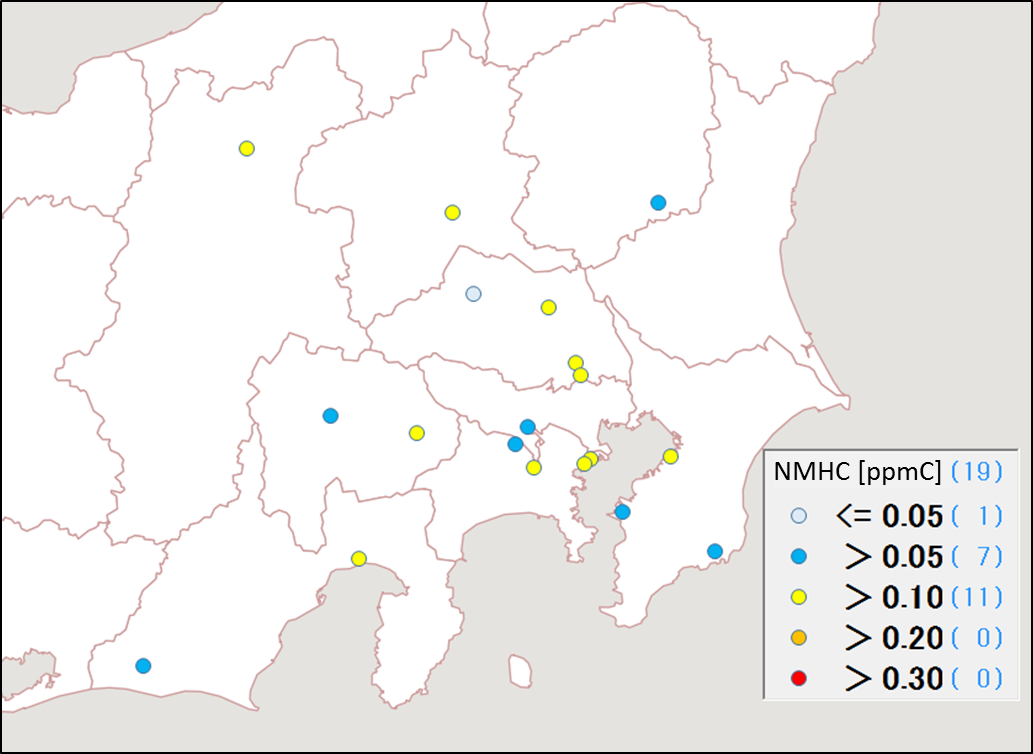 NMHC [ppmC] (19)
<= 0.05 ( 1)
> 0.05 ( 7)
> 0.10 (11)
> 0.20 ( 0)
> 0.30 ( 0)